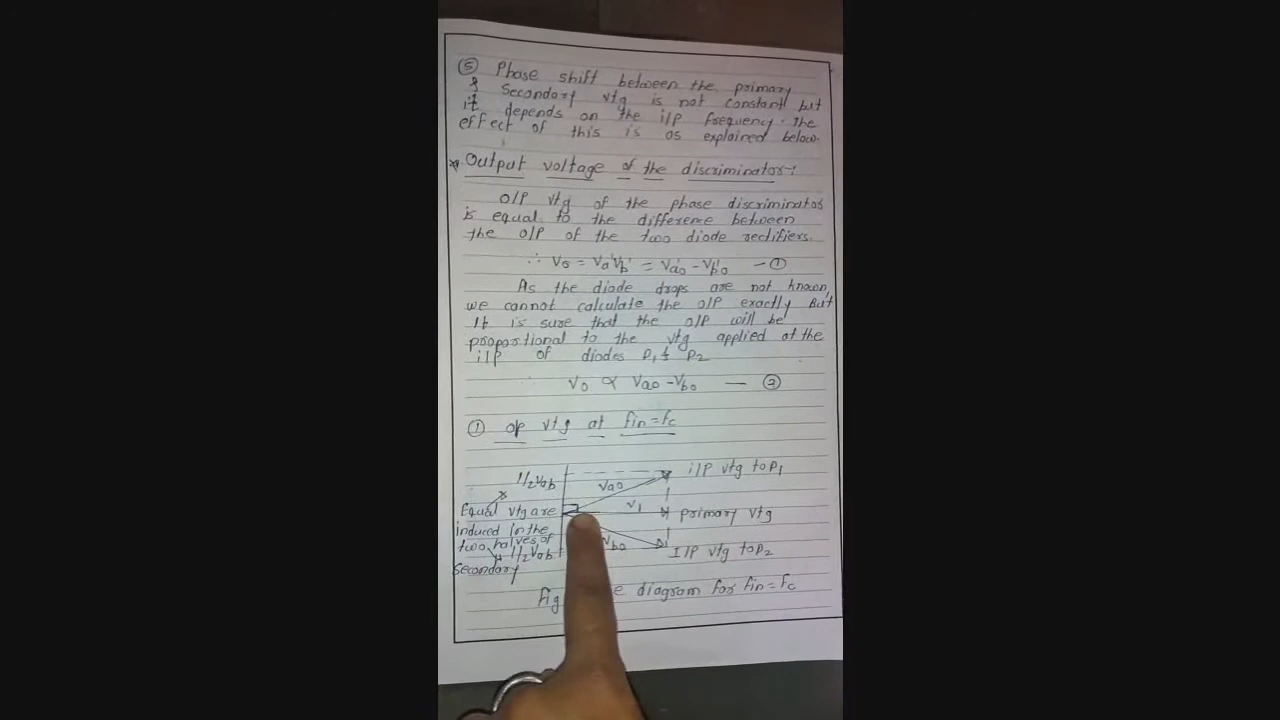 ⑤ Phase shift between the primary
& Secondary vtg is not constant but
it depends on the i/p frequency. The
effect of this is as explained below.
* Output voltage of the discriminator:
O/P vtg of the phase discriminator
is equal to the difference between
the O/P of the two diode rectifiers.
∴ Vo = Va'Vb' = Va'o - Vb'o — ①
As the diode drops are not known,
we cannot calculate the O/P exactly But
It is sure that the O/P will be
proportional to the vtg applied at the
i/p of diodes D1 & D2
Vo ∝ Vao - Vbo — ②
① O/P vtg at fin = fc
1/2 Vab
Vao
i/P vtg to D1
Equal vtg are
induced in the
two halves of
Secondary
V1
primary vtg
1/2 Vab
Vbo
I/P vtg to D2
Fig
diagram for fin = fc